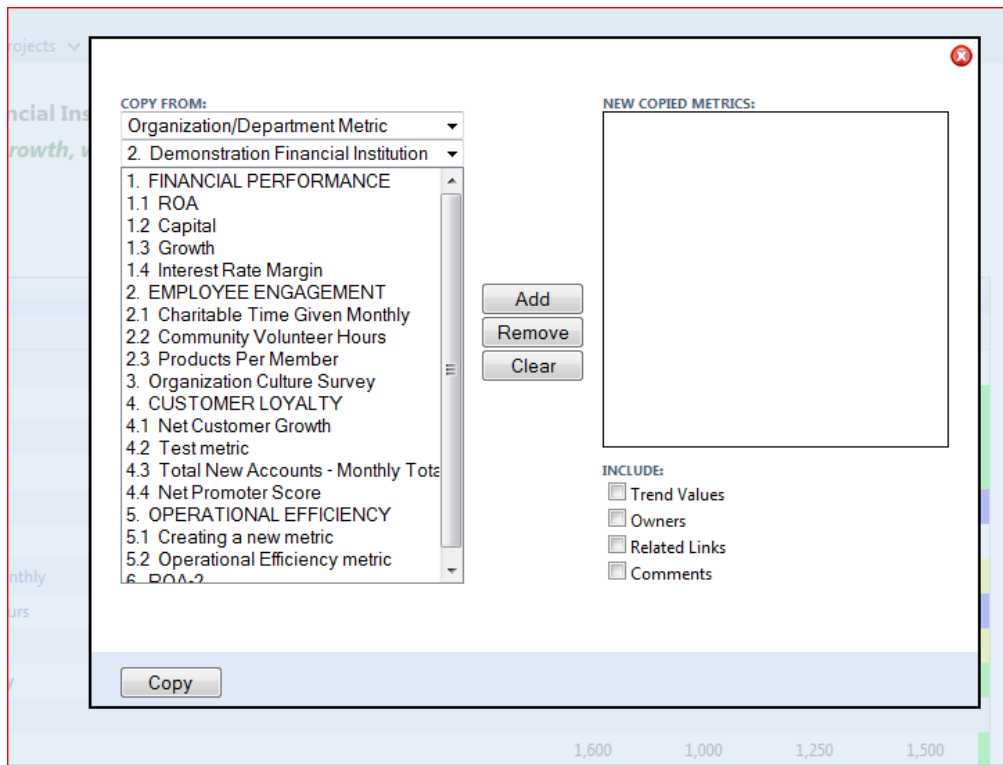 rojects
ncial Ins
rowth, v
COPY FROM:
Organization/Department Metric
2. Demonstration Financial Institution
1. FINANCIAL PERFORMANCE
1.1 ROA
1.2 Capital
1.3 Growth
1.4 Interest Rate Margin
2. EMPLOYEE ENGAGEMENT
2.1 Charitable Time Given Monthly
2.2 Community Volunteer Hours
2.3 Products Per Member
3. Organization Culture Survey
4. CUSTOMER LOYALTY
4.1 Net Customer Growth
4.2 Test metric
4.3 Total New Accounts - Monthly Tota
4.4 Net Promoter Score
5. OPERATIONAL EFFICIENCY
5.1 Creating a new metric
5.2 Operational Efficiency metric
6. ROA-2
Add
Remove
Clear
NEW COPIED METRICS:
INCLUDE:
Trend Values
Owners
Related Links
Comments
nthly
urs
y
Copy
1,600 1,000 1,250 1,500